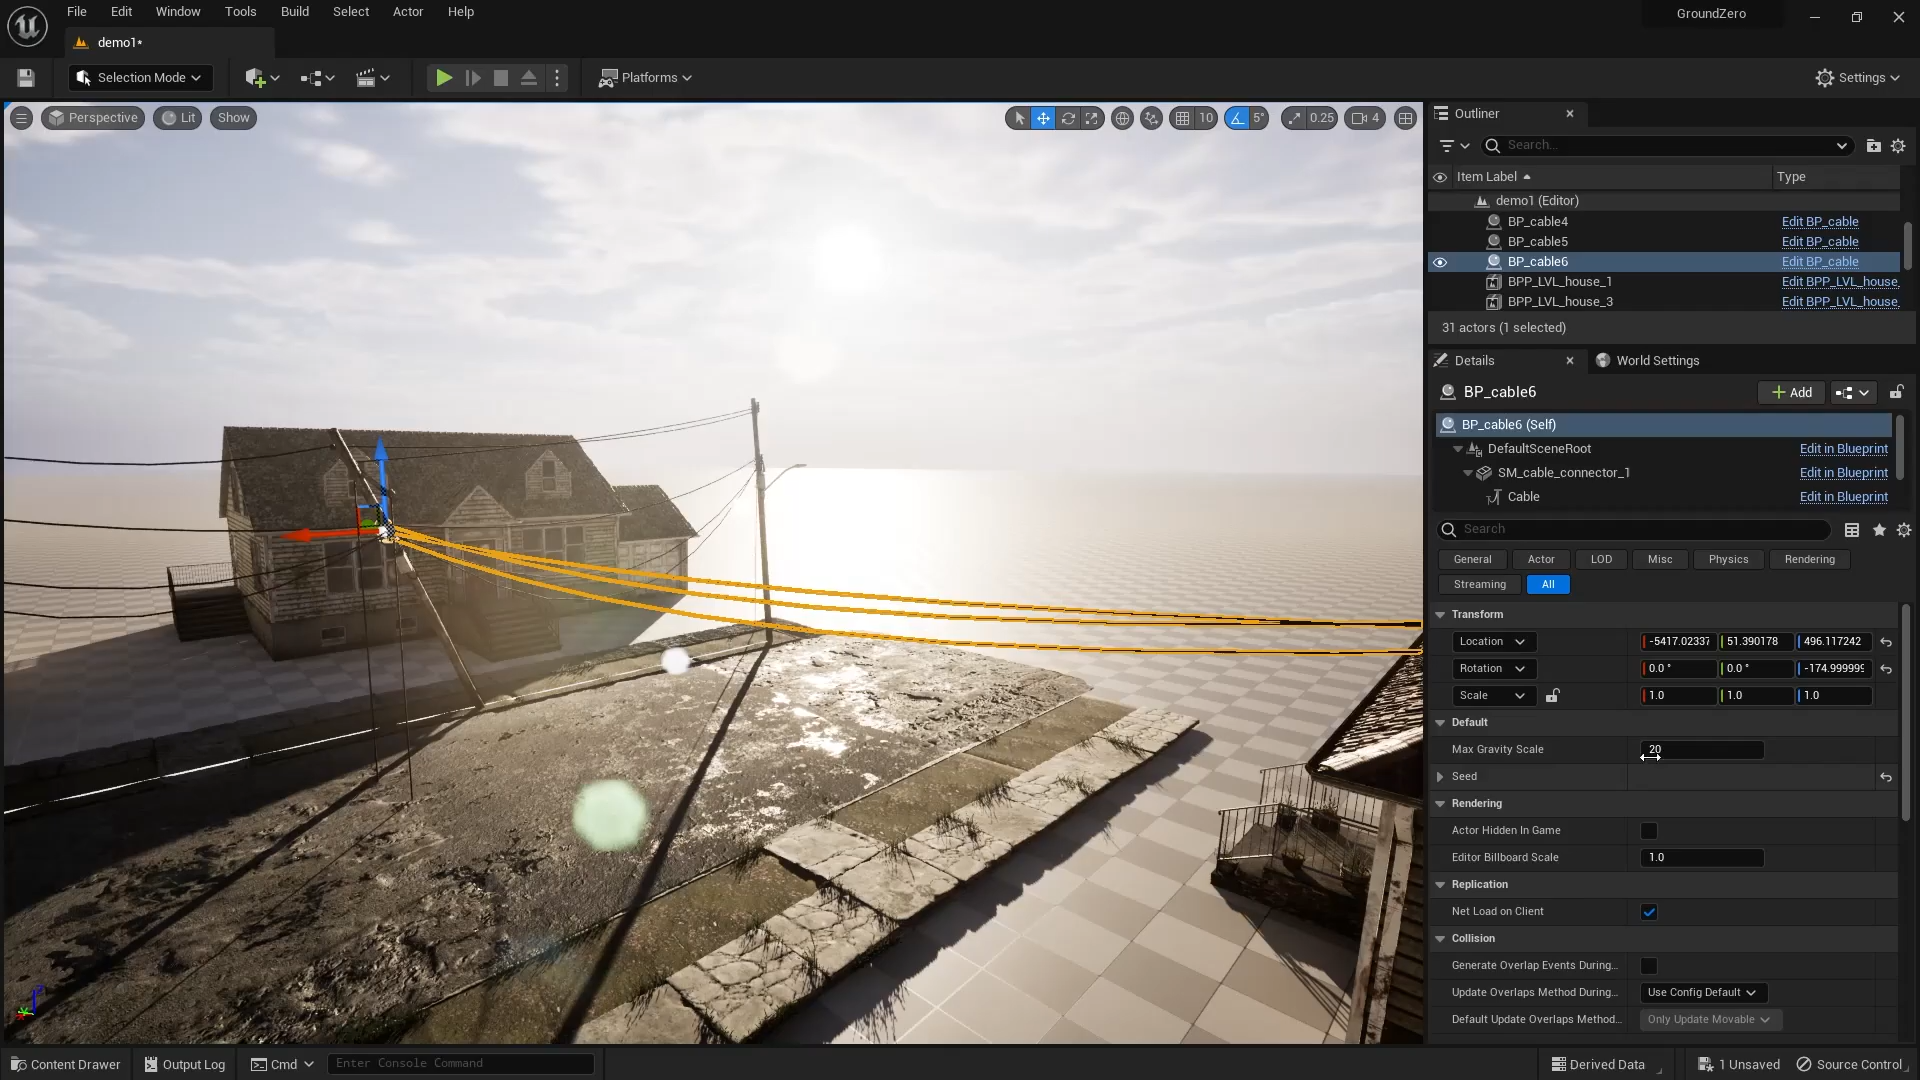 File Edit Window Tools Build Select Actor Help
GroundZero
demo1*
Selection Mode
Platforms
Settings
Perspective Lit Show
10 5° 0.25 4
Outliner
Search...
Item Label Type
demo1 (Editor)
BP_cable4 Edit BP_cable
BP_cable5 Edit BP_cable
BP_cable6 Edit BP_cable
BPP_LVL_house_1 Edit BPP_LVL_house_
BPP_LVL_house_3 Edit BPP_LVL_house_
31 actors (1 selected)
Details World Settings
BP_cable6 Add
BP_cable6 (Self)
DefaultSceneRoot Edit in Blueprint
SM_cable_connector_1 Edit in Blueprint
Cable Edit in Blueprint
Search
General Actor LOD Misc Physics Rendering
Streaming All
Transform
Location -5417.02337 51.390178 496.117242
Rotation 0.0 ° 0.0 ° -174.999999
Scale 1.0 1.0 1.0
Default
Max Gravity Scale 20
Seed
Rendering
Actor Hidden In Game
Editor Billboard Scale 1.0
Replication
Net Load on Client
Collision
Generate Overlap Events During...
Update Overlaps Method During... Use Config Default
Default Update Overlaps Method... Only Update Movable
Content Drawer Output Log Cmd Enter Console Command Derived Data 1 Unsaved Source Control